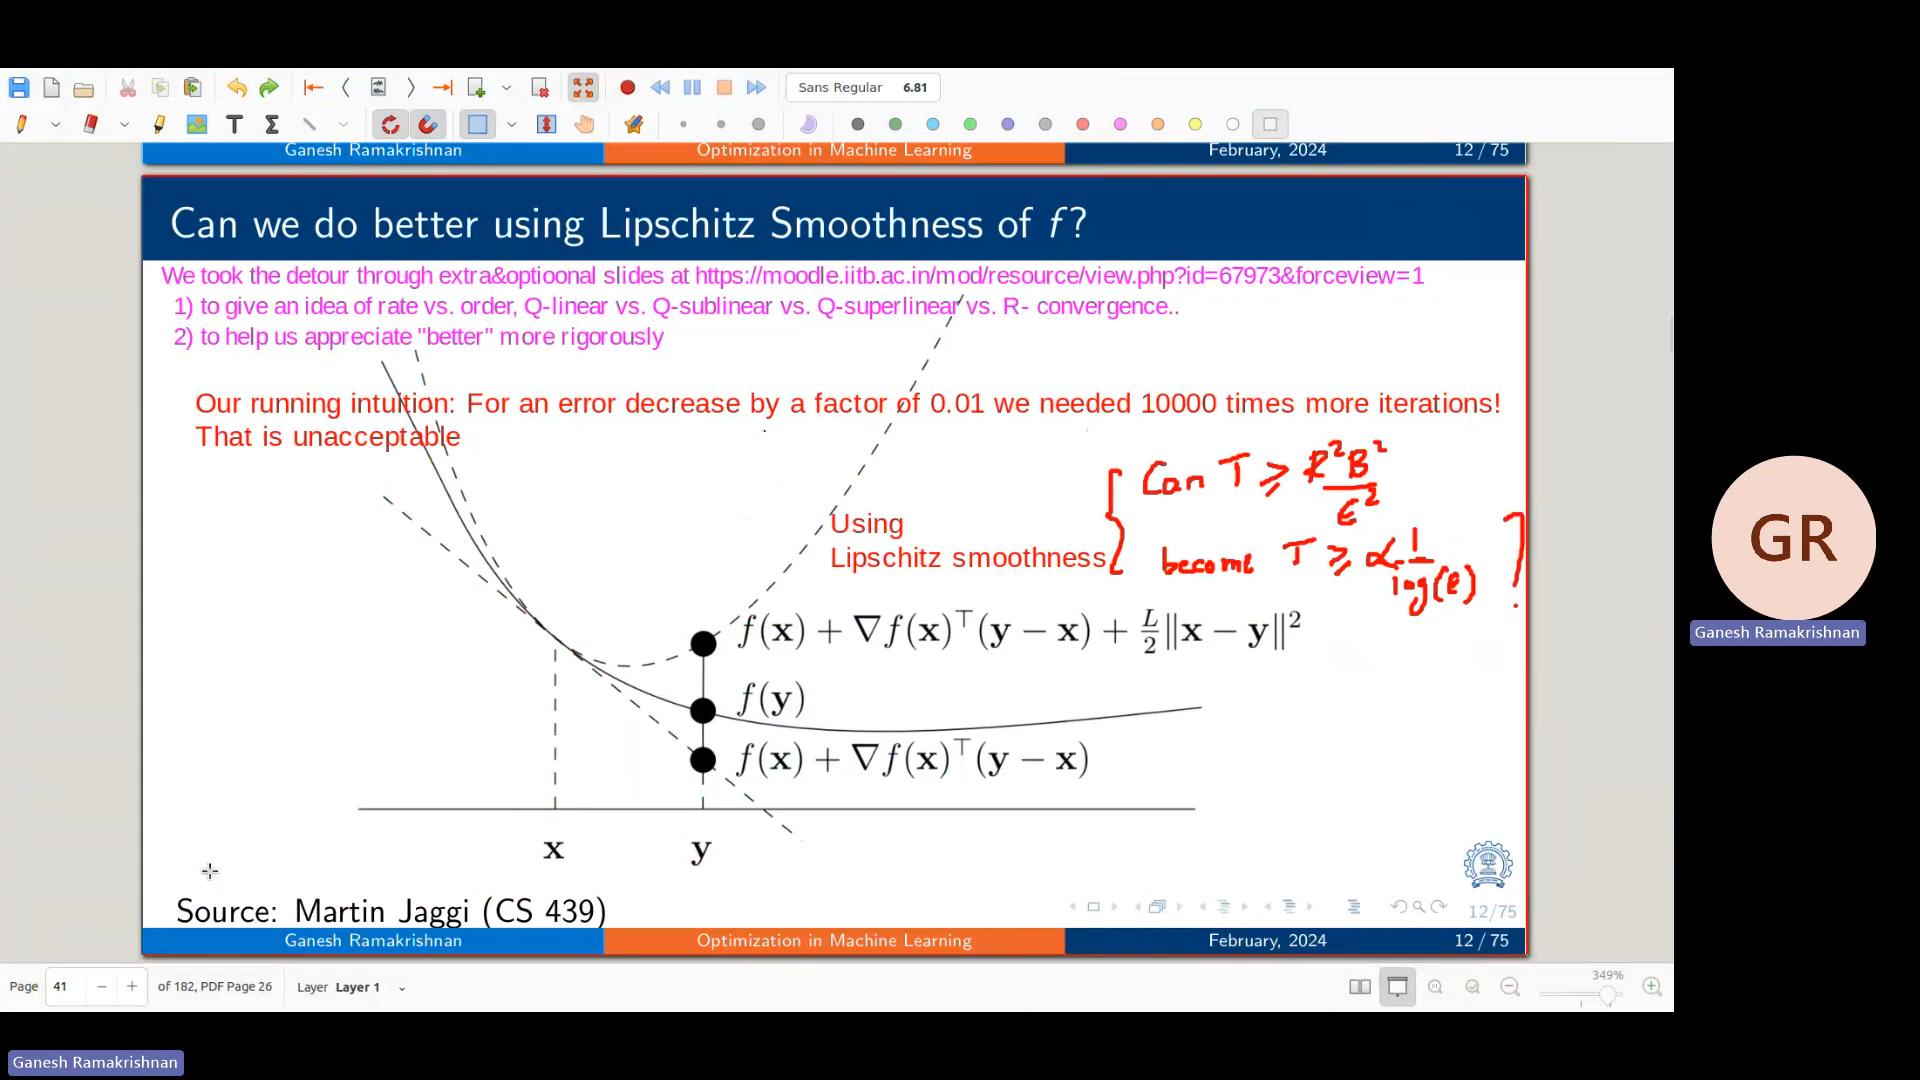 Sans Regular 6.81
Ganesh Ramakrishnan Optimization in Machine Learning February, 2024 12 / 75
Can we do better using Lipschitz Smoothness of f?
We took the detour through extra&optioonal slides at https://moodle.iitb.ac.in/mod/resource/view.php?id=67973&forceview=1
1) to give an idea of rate vs. order, Q-linear vs. Q-sublinear vs. Q-superlinear vs. R- convergence..
2) to help us appreciate "better" more rigorously
Our running intuition: For an error decrease by a factor of 0.01 we needed 10000 times more iterations!
That is unacceptable
Can T ≥ R²B²/ε²
Using
Lipschitz smoothness
become T ≥ α 1/log(ε) ?
f(x) + ∇f(x)⊤(y − x) + L/2 ‖x − y‖²
f(y)
f(x) + ∇f(x)⊤(y − x)
x y
Source: Martin Jaggi (CS 439)
12/75
Ganesh Ramakrishnan Optimization in Machine Learning February, 2024 12 / 75
Page 41 of 182, PDF Page 26 Layer Layer 1 349%
GR
Ganesh Ramakrishnan
Ganesh Ramakrishnan